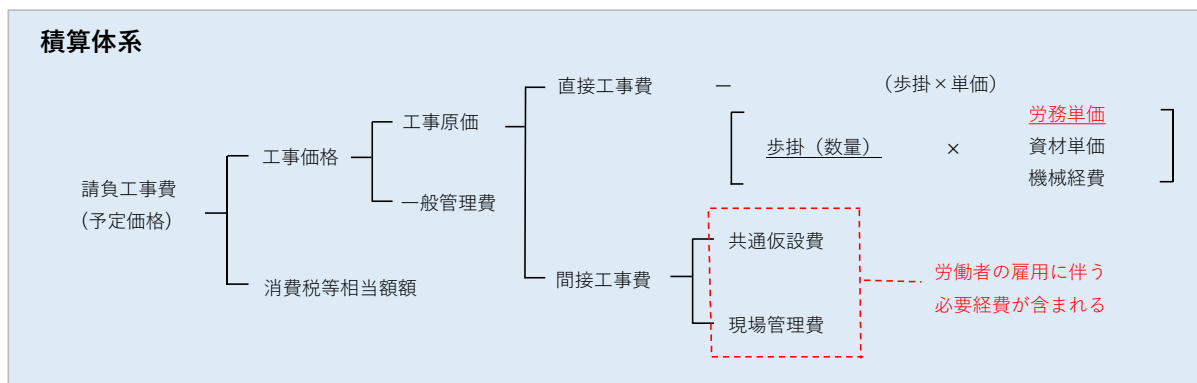 積算体系
直接工事費 － （歩掛×単価）
工事原価
労務単価
工事価格
歩掛（数量） × 資材単価
機械経費
請負工事費
(予定価格)
一般管理費
共通仮設費
間接工事費
労働者の雇用に伴う
消費税等相当額額
必要経費が含まれる
現場管理費